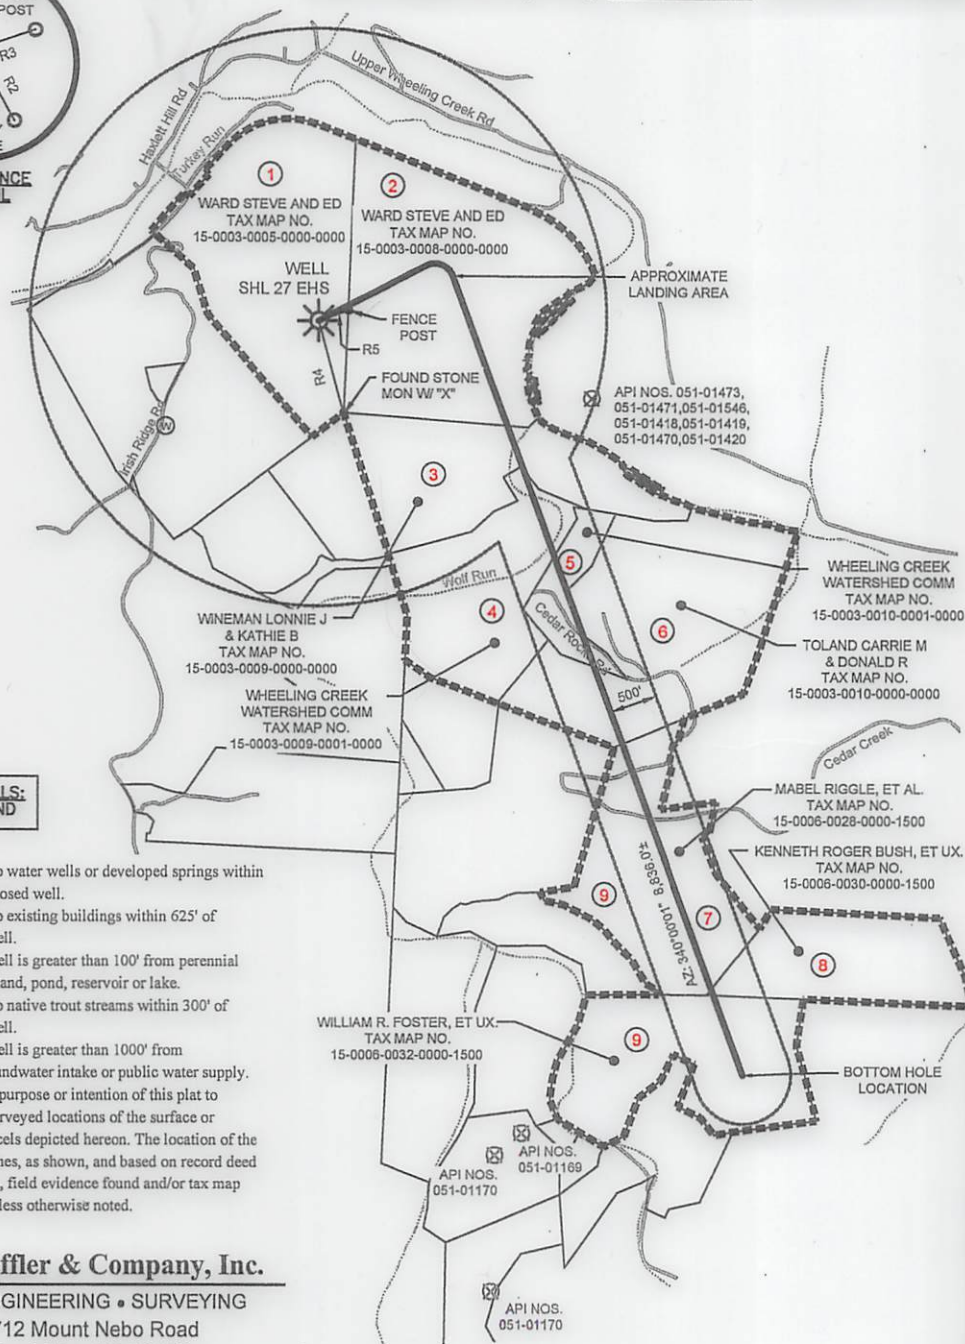 POST
R3
R2
Haxlett Hill Rd
Turkey Run
Upper Wheeling Creek Rd
1
WARD STEVE AND ED
TAX MAP NO.
15-0003-0005-0000-0000
2
WARD STEVE AND ED
TAX MAP NO.
15-0003-0008-0000-0000
WELL
SHL 27 EHS
APPROXIMATE
LANDING AREA
FENCE
POST
R5
R4
FOUND STONE
MON W/ "X"
API NOS. 051-01473,
051-01471,051-01546,
051-01418,051-01419,
051-01470,051-01420
Irish Ridge Rd
W
3
5
Wolf Run
4
6
WHEELING CREEK
WATERSHED COMM
TAX MAP NO.
15-0003-0010-0001-0000
WINEMAN LONNIE J
& KATHIE B
TAX MAP NO.
15-0003-0009-0000-0000
TOLAND CARRIE M
& DONALD R
TAX MAP NO.
15-0003-0010-0000-0000
WHEELING CREEK
WATERSHED COMM
TAX MAP NO.
15-0003-0009-0001-0000
500'
Cedar Creek
MABEL RIGGLE, ET AL.
TAX MAP NO.
15-0006-0028-0000-1500
KENNETH ROGER BUSH, ET UX.
TAX MAP NO.
15-0006-0030-0000-1500
9
7
8
AZ: 340°00'01" 8,836.0'±
WILLIAM R. FOSTER, ET UX.
TAX MAP NO.
15-0006-0032-0000-1500
9
BOTTOM HOLE
LOCATION
API NOS.
051-01169
API NOS.
051-01170
API NOS.
051-01170
LS:
ND
o water wells or developed springs within
osed well.
o existing buildings within 625' of
ell.
ell is greater than 100' from perennial
and, pond, reservoir or lake.
o native trout streams within 300' of
ell.
ell is greater than 1000' from
undwater intake or public water supply.
purpose or intention of this plat to
rveyed locations of the surface or
cels depicted hereon. The location of the
nes, as shown, and based on record deed
, field evidence found and/or tax map
less otherwise noted.
ffler & Company, Inc.
GINEERING • SURVEYING
712 Mount Nebo Road